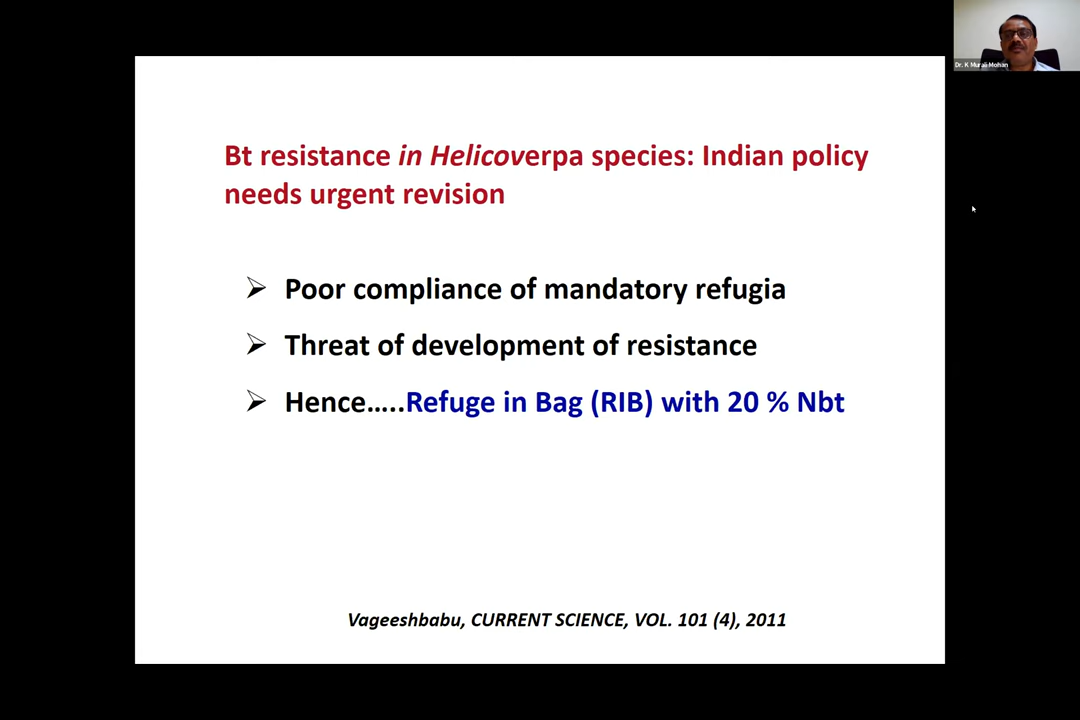 Dr. K Murali Mohan
Bt resistance in Helicoverpa species: Indian policy
needs urgent revision
➢ Poor compliance of mandatory refugia
➢ Threat of development of resistance
➢ Hence…..Refuge in Bag (RIB) with 20 % Nbt
Vageeshbabu, CURRENT SCIENCE, VOL. 101 (4), 2011